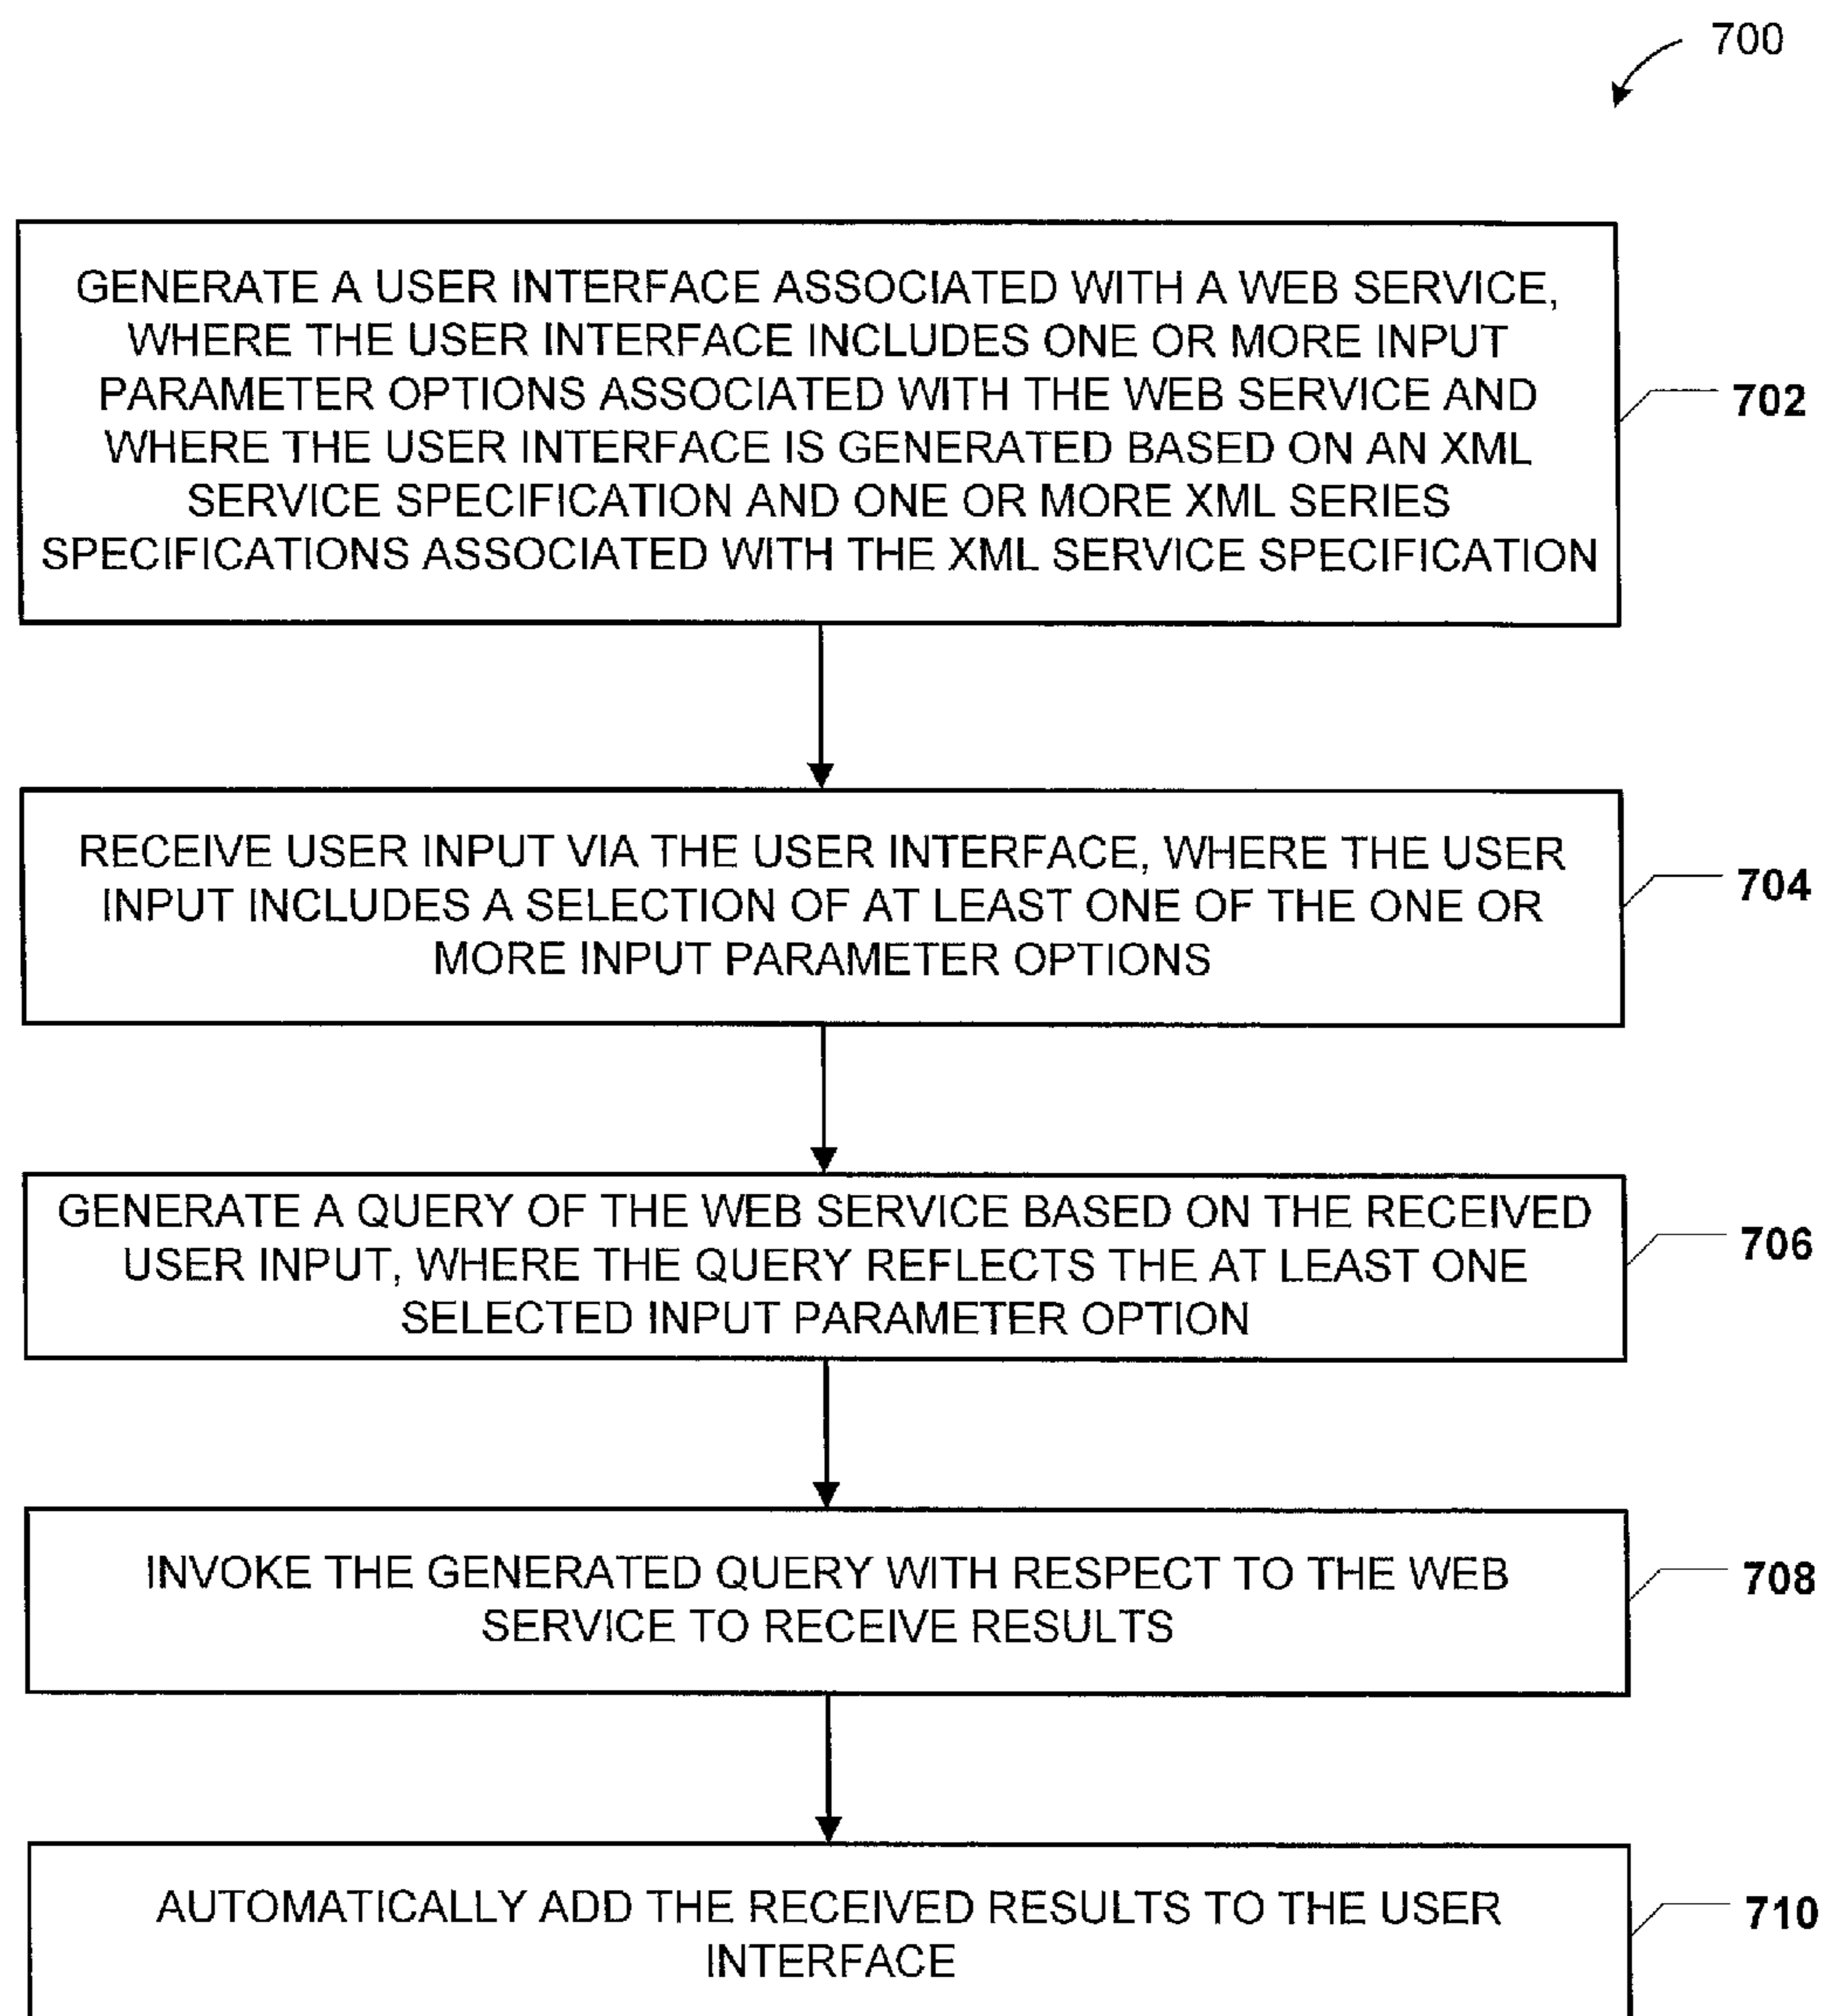 700
GENERATE A USER INTERFACE ASSOCIATED WITH A WEB SERVICE,
WHERE THE USER INTERFACE INCLUDES ONE OR MORE INPUT
PARAMETER OPTIONS ASSOCIATED WITH THE WEB SERVICE AND
WHERE THE USER INTERFACE IS GENERATED BASED ON AN XML
SERVICE SPECIFICATION AND ONE OR MORE XML SERIES
SPECIFICATIONS ASSOCIATED WITH THE XML SERVICE SPECIFICATION
702
RECEIVE USER INPUT VIA THE USER INTERFACE, WHERE THE USER
INPUT INCLUDES A SELECTION OF AT LEAST ONE OF THE ONE OR
MORE INPUT PARAMETER OPTIONS
704
GENERATE A QUERY OF THE WEB SERVICE BASED ON THE RECEIVED
USER INPUT, WHERE THE QUERY REFLECTS THE AT LEAST ONE
SELECTED INPUT PARAMETER OPTION
706
INVOKE THE GENERATED QUERY WITH RESPECT TO THE WEB
SERVICE TO RECEIVE RESULTS
708
AUTOMATICALLY ADD THE RECEIVED RESULTS TO THE USER
INTERFACE
710